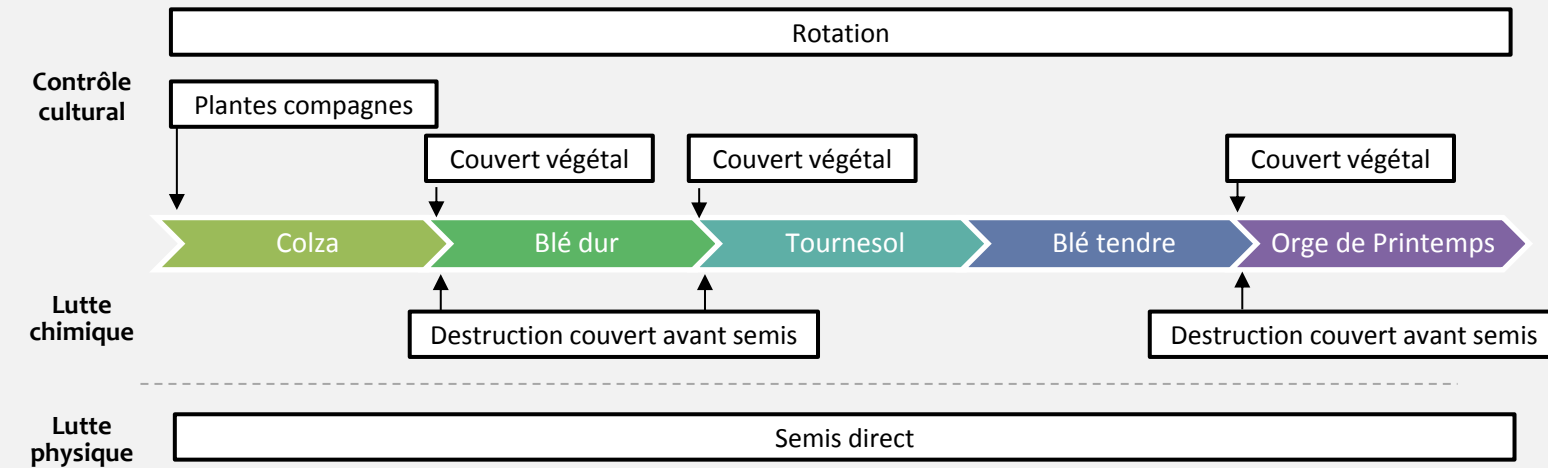 Rotation
Contrôle
cultural
Plantes compagnes
Couvert végétal
Couvert végétal
Couvert végétal
Colza
Blé dur
Tournesol
Blé tendre
Orge de Printemps
Lutte
chimique
Destruction couvert avant semis
Destruction couvert avant semis
Lutte
physique
Semis direct